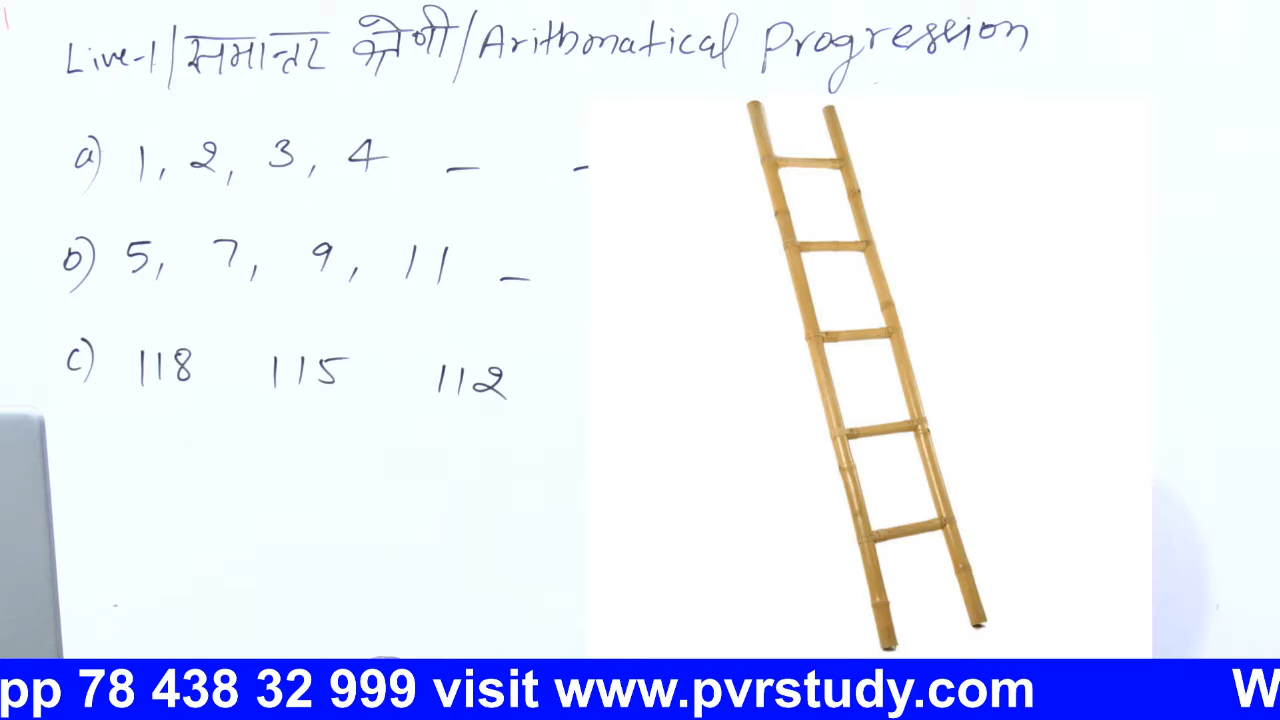 Live-1/समान्तर श्रेणी/Arithmatical Progression
a) 1, 2, 3, 4 - -
b) 5, 7, 9, 11 -
c) 118 115 112
pp 78 438 32 999 visit www.pvrstudy.com W